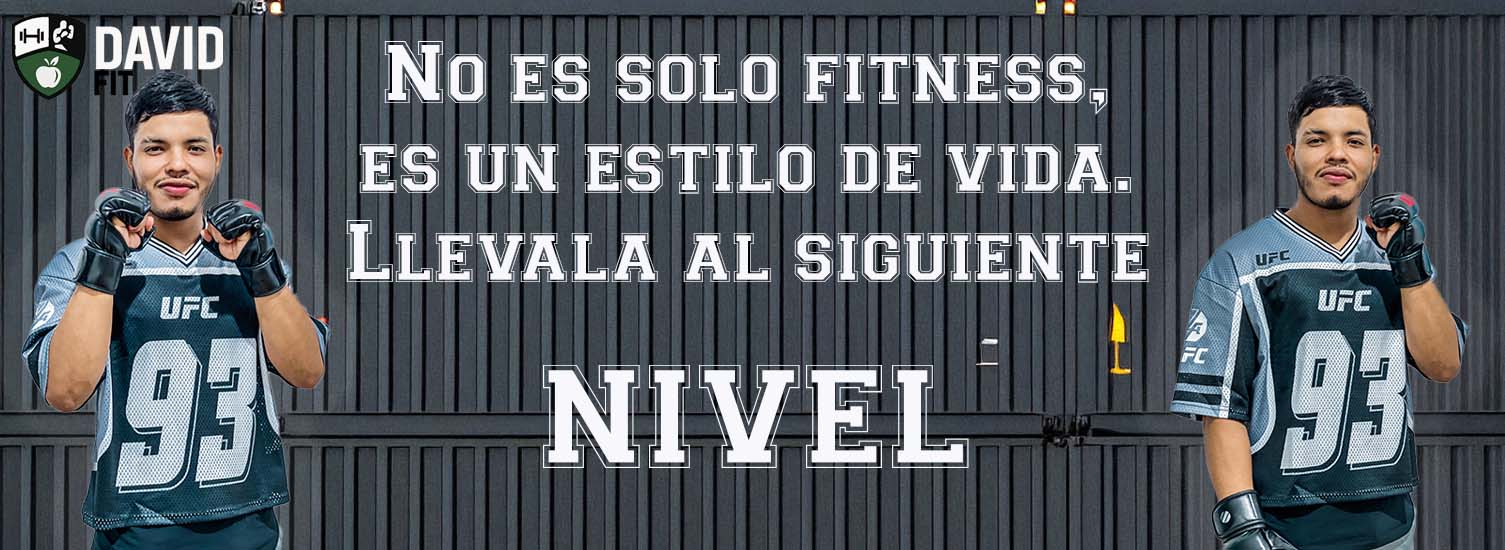 DAVID
FIT
No es solo fitness,
es un estilo de vida.
Llevala al siguiente
NIVEL
UFC
93
UFC
UFC
93
FC